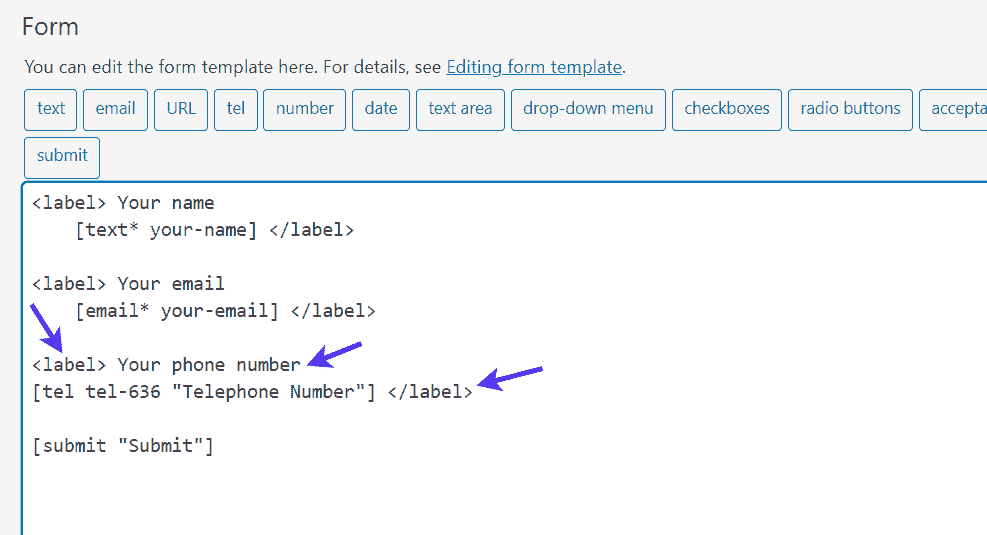 Form
You can edit the form template here. For details, see Editing form template.
text email URL tel number date text area drop-down menu checkboxes radio buttons accepta
submit
<label> Your name
[text* your-name] </label>
<label> Your email
[email* your-email] </label>
<label> Your phone number
[tel tel-636 "Telephone Number"] </label>
[submit "Submit"]